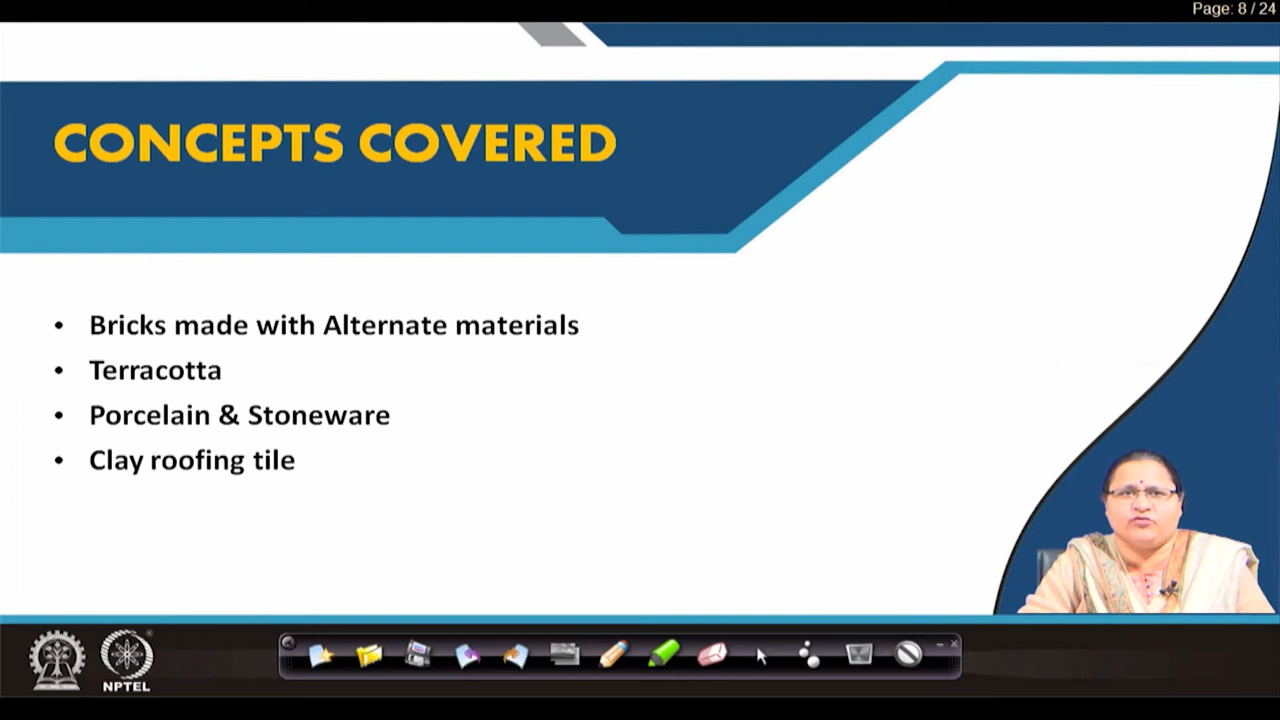 Page: 8 / 24
CONCEPTS COVERED
• Bricks made with Alternate materials
• Terracotta
• Porcelain & Stoneware
• Clay roofing tile
NPTEL